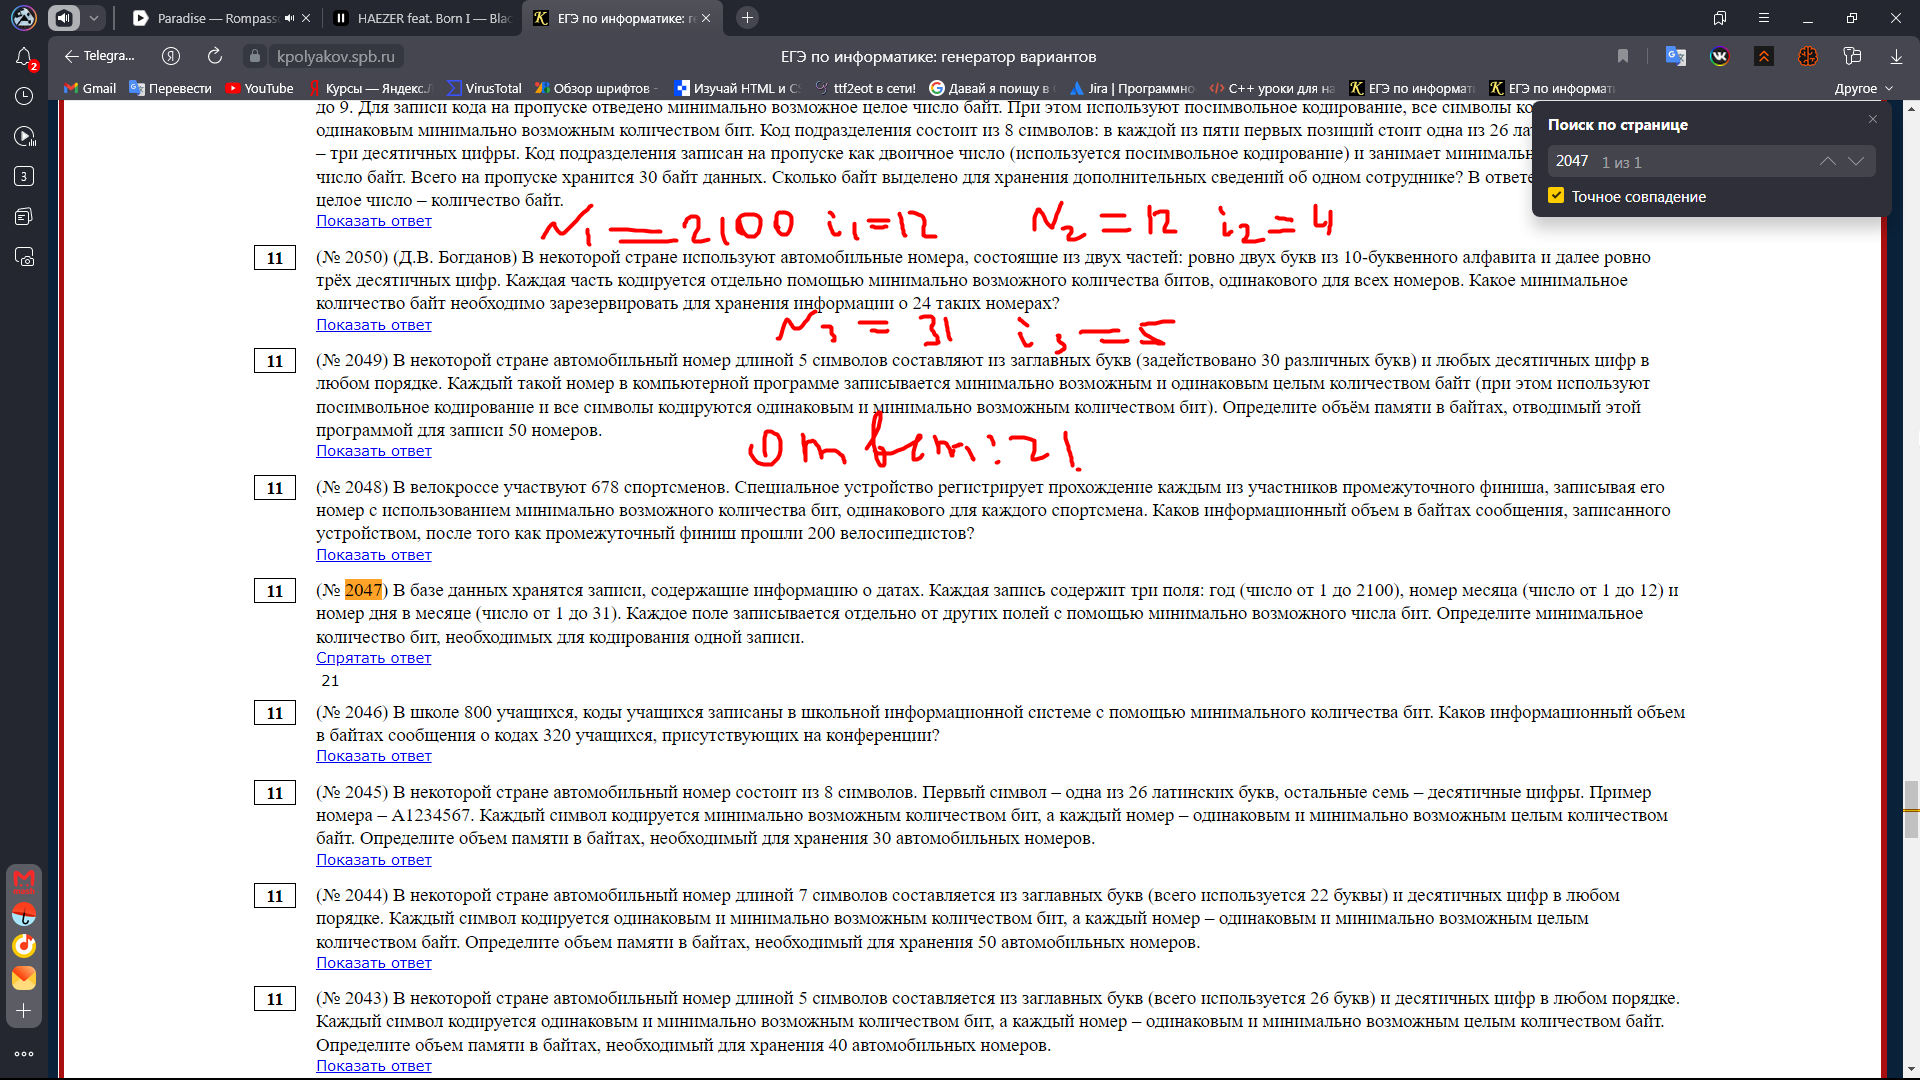 Paradise — Rompass
HAEZER feat. Born I — Blac
ЕГЭ по информатике: ге
Telegra...
kpolyakov.spb.ru
ЕГЭ по информатике: генератор вариантов
Gmail
Перевести
YouTube
Курсы — Яндекс.
VirusTotal
Обзор шрифтов -
Изучай HTML и CS
ttf2eot в сети!
Давай я поищу в
Jira | Программно
C++ уроки для на
ЕГЭ по информат
ЕГЭ по информат
Другое
2
3
Поиск по странице
2047 1 из 1
Точное совпадение
до 9. Для записи кода на пропуске отведено минимально возможное целое число байт. При этом используют посимвольное кодирование, все символы ко
одинаковым минимально возможным количеством бит. Код подразделения состоит из 8 символов: в каждой из пяти первых позиций стоит одна из 26 лат
– три десятичных цифры. Код подразделения записан на пропуске как двоичное число (используется посимвольное кодирование) и занимает минимальн
число байт. Всего на пропуске хранится 30 байт данных. Сколько байт выделено для хранения дополнительных сведений об одном сотруднике? В ответе
целое число – количество байт.
Показать ответ
N1 = 2100 i1=12 N2 = 12 i2=4
11 (№ 2050) (Д.В. Богданов) В некоторой стране используют автомобильные номера, состоящие из двух частей: ровно двух букв из 10-буквенного алфавита и далее ровно
трёх десятичных цифр. Каждая часть кодируется отдельно помощью минимально возможного количества битов, одинакового для всех номеров. Какое минимальное
количество байт необходимо зарезервировать для хранения информации о 24 таких номерах?
Показать ответ
N3 = 31 i3=5
11 (№ 2049) В некоторой стране автомобильный номер длиной 5 символов составляют из заглавных букв (задействовано 30 различных букв) и любых десятичных цифр в
любом порядке. Каждый такой номер в компьютерной программе записывается минимально возможным и одинаковым целым количеством байт (при этом используют
посимвольное кодирование и все символы кодируются одинаковым и минимально возможным количеством бит). Определите объём памяти в байтах, отводимый этой
программой для записи 50 номеров.
Показать ответ
Ответ: 21
11 (№ 2048) В велокроссе участвуют 678 спортсменов. Специальное устройство регистрирует прохождение каждым из участников промежуточного финиша, записывая его
номер с использованием минимально возможного количества бит, одинакового для каждого спортсмена. Каков информационный объем в байтах сообщения, записанного
устройством, после того как промежуточный финиш прошли 200 велосипедистов?
Показать ответ
11 (№ 2047) В базе данных хранятся записи, содержащие информацию о датах. Каждая запись содержит три поля: год (число от 1 до 2100), номер месяца (число от 1 до 12) и
номер дня в месяце (число от 1 до 31). Каждое поле записывается отдельно от других полей с помощью минимально возможного числа бит. Определите минимальное
количество бит, необходимых для кодирования одной записи.
Спрятать ответ
21
11 (№ 2046) В школе 800 учащихся, коды учащихся записаны в школьной информационной системе с помощью минимального количества бит. Каков информационный объем
в байтах сообщения о кодах 320 учащихся, присутствующих на конференции?
Показать ответ
11 (№ 2045) В некоторой стране автомобильный номер состоит из 8 символов. Первый символ – одна из 26 латинских букв, остальные семь – десятичные цифры. Пример
номера – A1234567. Каждый символ кодируется минимально возможным количеством бит, а каждый номер – одинаковым и минимально возможным целым количеством
байт. Определите объем памяти в байтах, необходимый для хранения 30 автомобильных номеров.
Показать ответ
11 (№ 2044) В некоторой стране автомобильный номер длиной 7 символов составляется из заглавных букв (всего используется 22 буквы) и десятичных цифр в любом
порядке. Каждый символ кодируется одинаковым и минимально возможным количеством бит, а каждый номер – одинаковым и минимально возможным целым
количеством байт. Определите объем памяти в байтах, необходимый для хранения 50 автомобильных номеров.
Показать ответ
11 (№ 2043) В некоторой стране автомобильный номер длиной 5 символов составляется из заглавных букв (всего используется 26 букв) и десятичных цифр в любом порядке.
Каждый символ кодируется одинаковым и минимально возможным количеством бит, а каждый номер – одинаковым и минимально возможным целым количеством байт.
Определите объем памяти в байтах, необходимый для хранения 40 автомобильных номеров.
Показать ответ